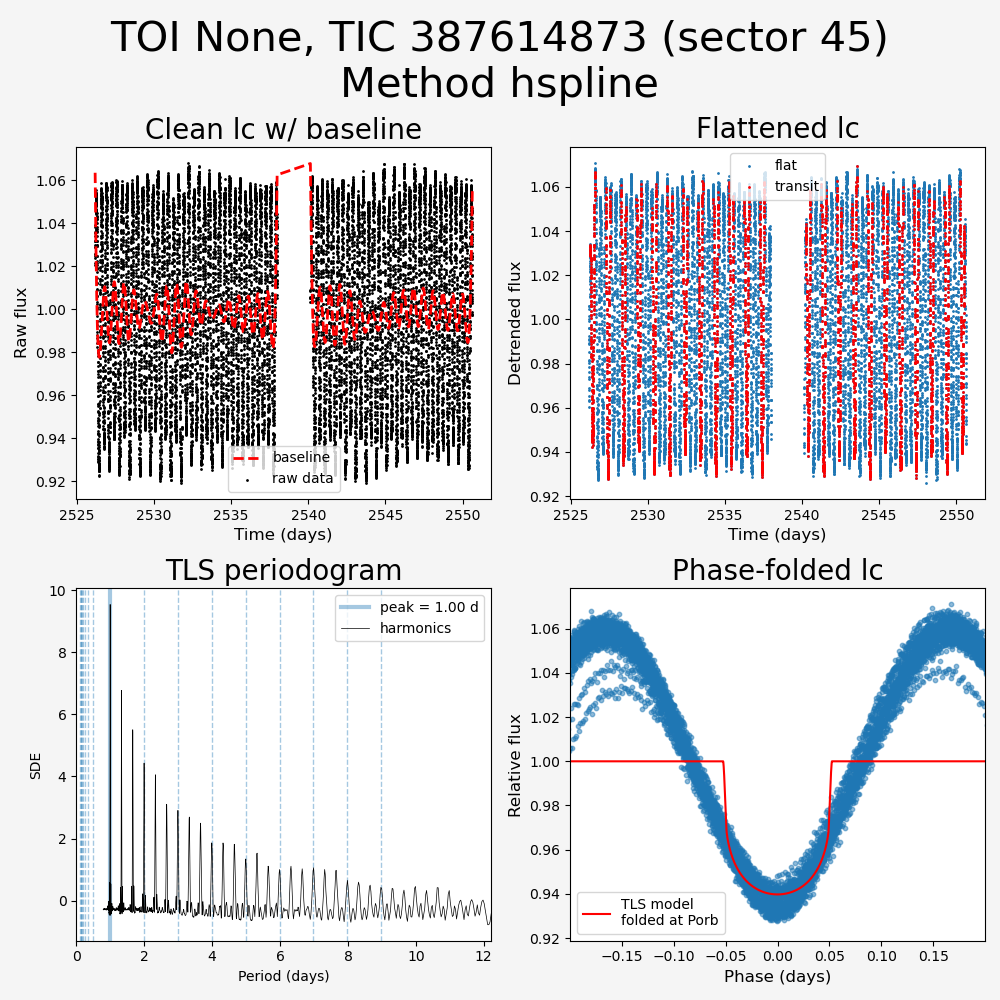 TOI None, TIC 387614873 (sector 45)
Method hspline
Clean lc w/ baseline
Raw flux
1.06
1.04
1.02
1.00
0.98
0.96
0.94
0.92
baseline
raw data
2525
2530
2535
2540
2545
2550
Time (days)
Flattened lc
Detrended flux
1.06
1.04
1.02
1.00
0.98
0.96
0.94
0.92
flat
transit
2525
2530
2535
2540
2545
2550
Time (days)
TLS periodogram
SDE
10
8
6
4
2
0
peak = 1.00 d
harmonics
0
2
4
6
8
10
12
Period (days)
Phase-folded lc
Relative flux
1.06
1.04
1.02
1.00
0.98
0.96
0.94
0.92
TLS model
folded at Porb
−0.15
−0.10
−0.05
0.00
0.05
0.10
0.15
Phase (days)